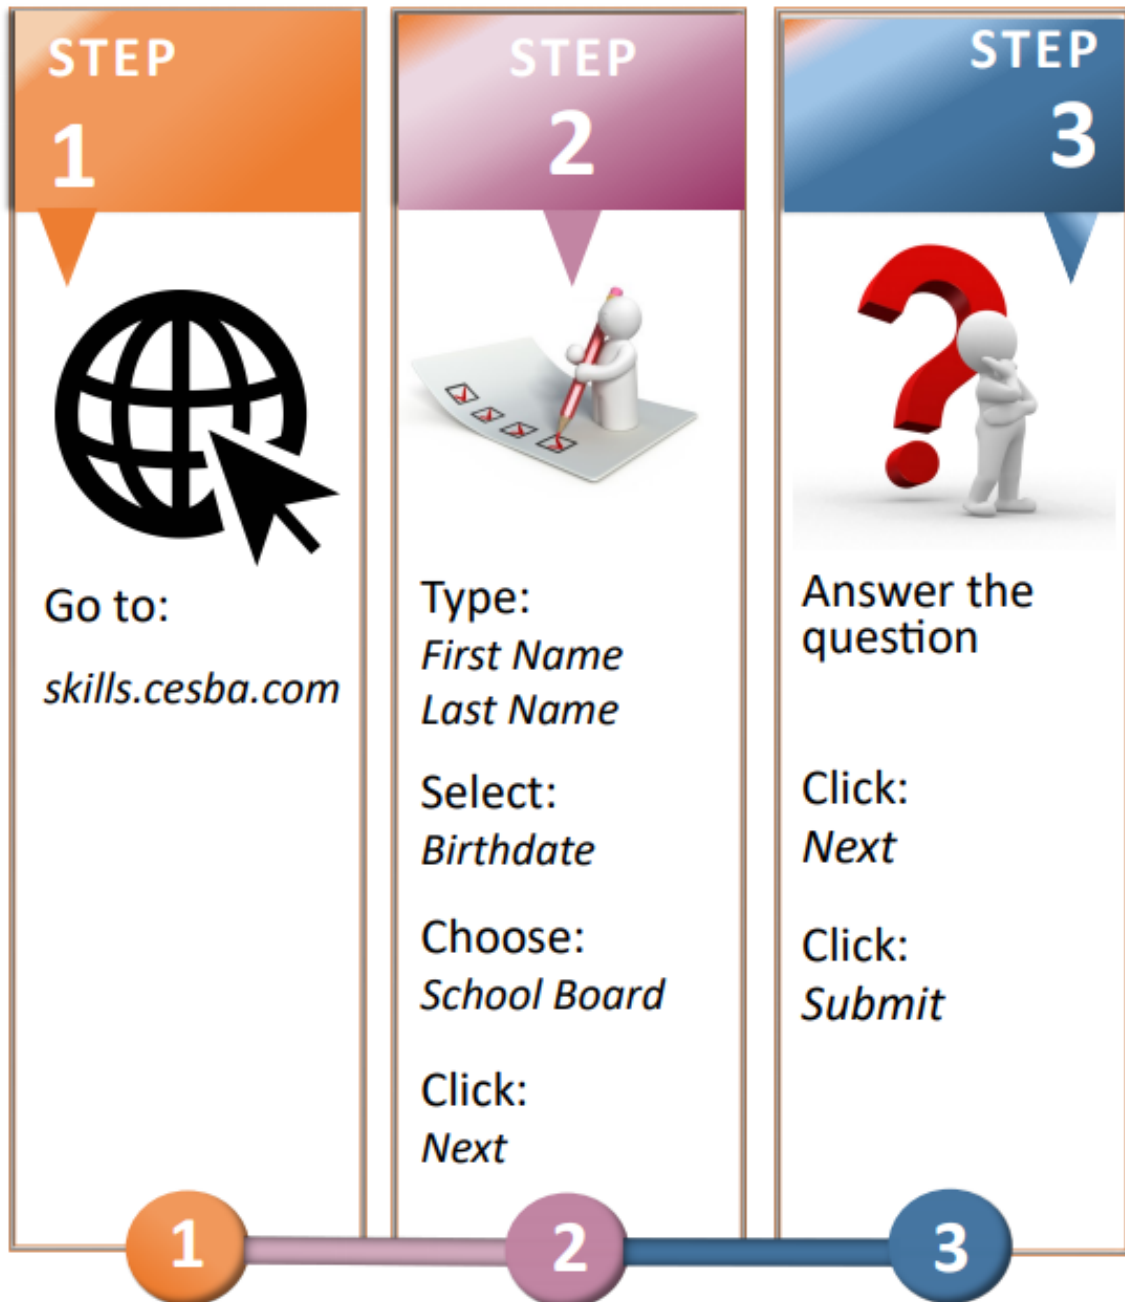 STEP
1
Go to:
skills.cesba.com
STEP
2
Type:
First Name
Last Name
Select:
Birthdate
Choose:
School Board
Click:
Next
STEP
3
Answer the
question
Click:
Next
Click:
Submit
1
2
3